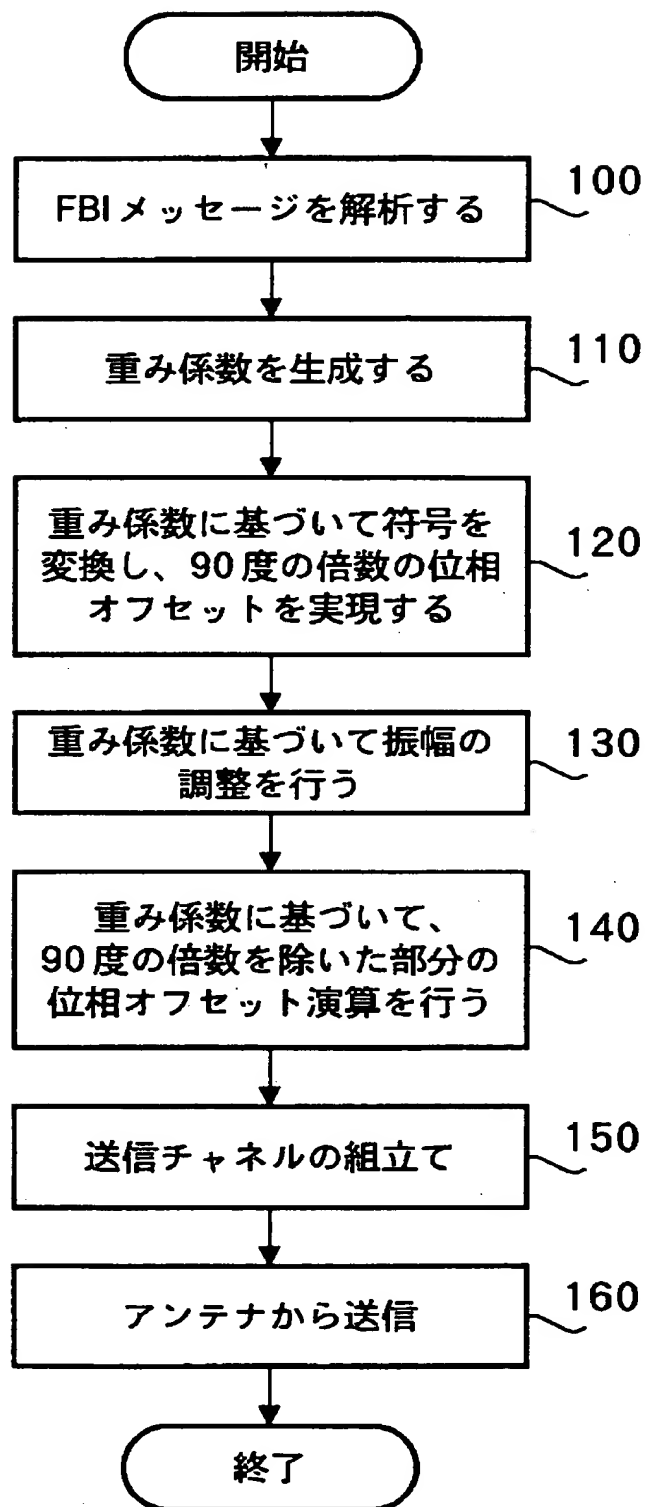 開始
FBIメッセージを解析する
100
重み係数を生成する
110
重み係数に基づいて符号を
変換し、90度の倍数の位相
オフセットを実現する
120
重み係数に基づいて振幅の
調整を行う
130
重み係数に基づいて、
90度の倍数を除いた部分の
位相オフセット演算を行う
140
送信チャネルの組立て
150
アンテナから送信
160
終了